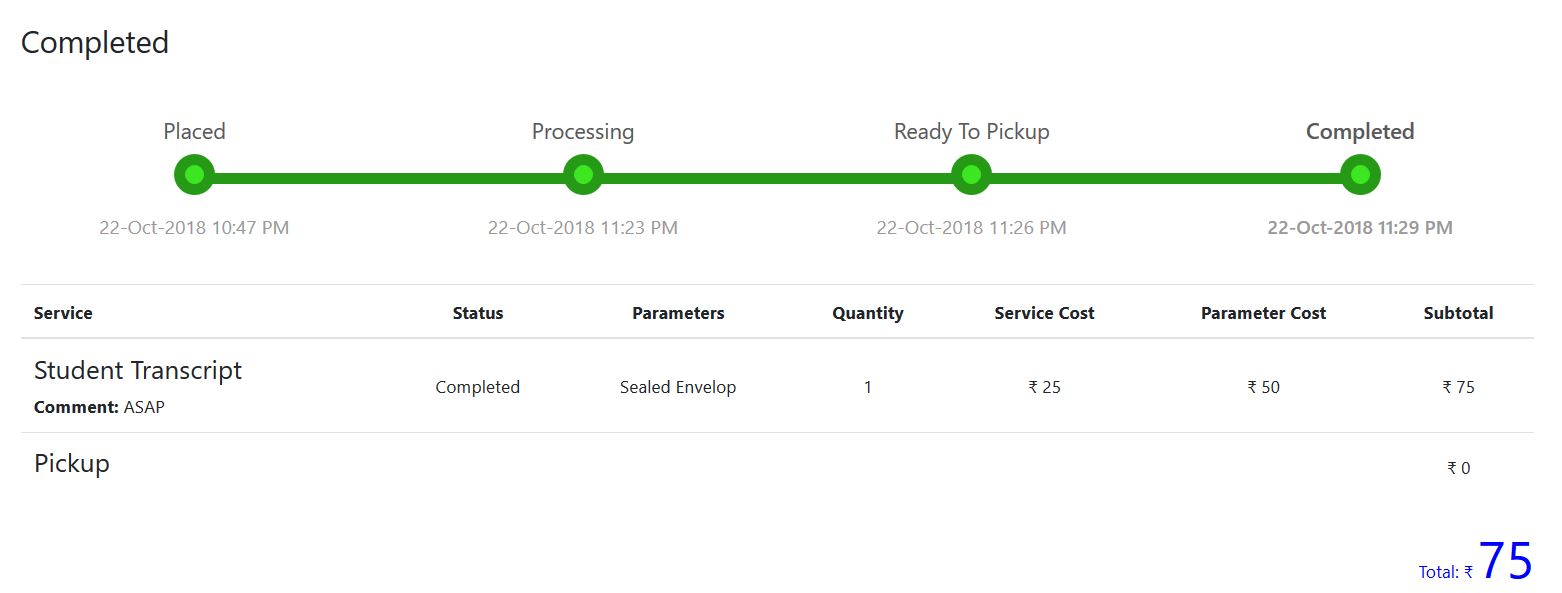 Completed
Placed Processing Ready To Pickup Completed
22-Oct-2018 10:47 PM 22-Oct-2018 11:23 PM 22-Oct-2018 11:26 PM 22-Oct-2018 11:29 PM
Service Status Parameters Quantity Service Cost Parameter Cost Subtotal
Student Transcript
Completed Sealed Envelop 1 ₹ 25 ₹ 50 ₹ 75
Comment: ASAP
Pickup ₹ 0
Total: ₹ 75